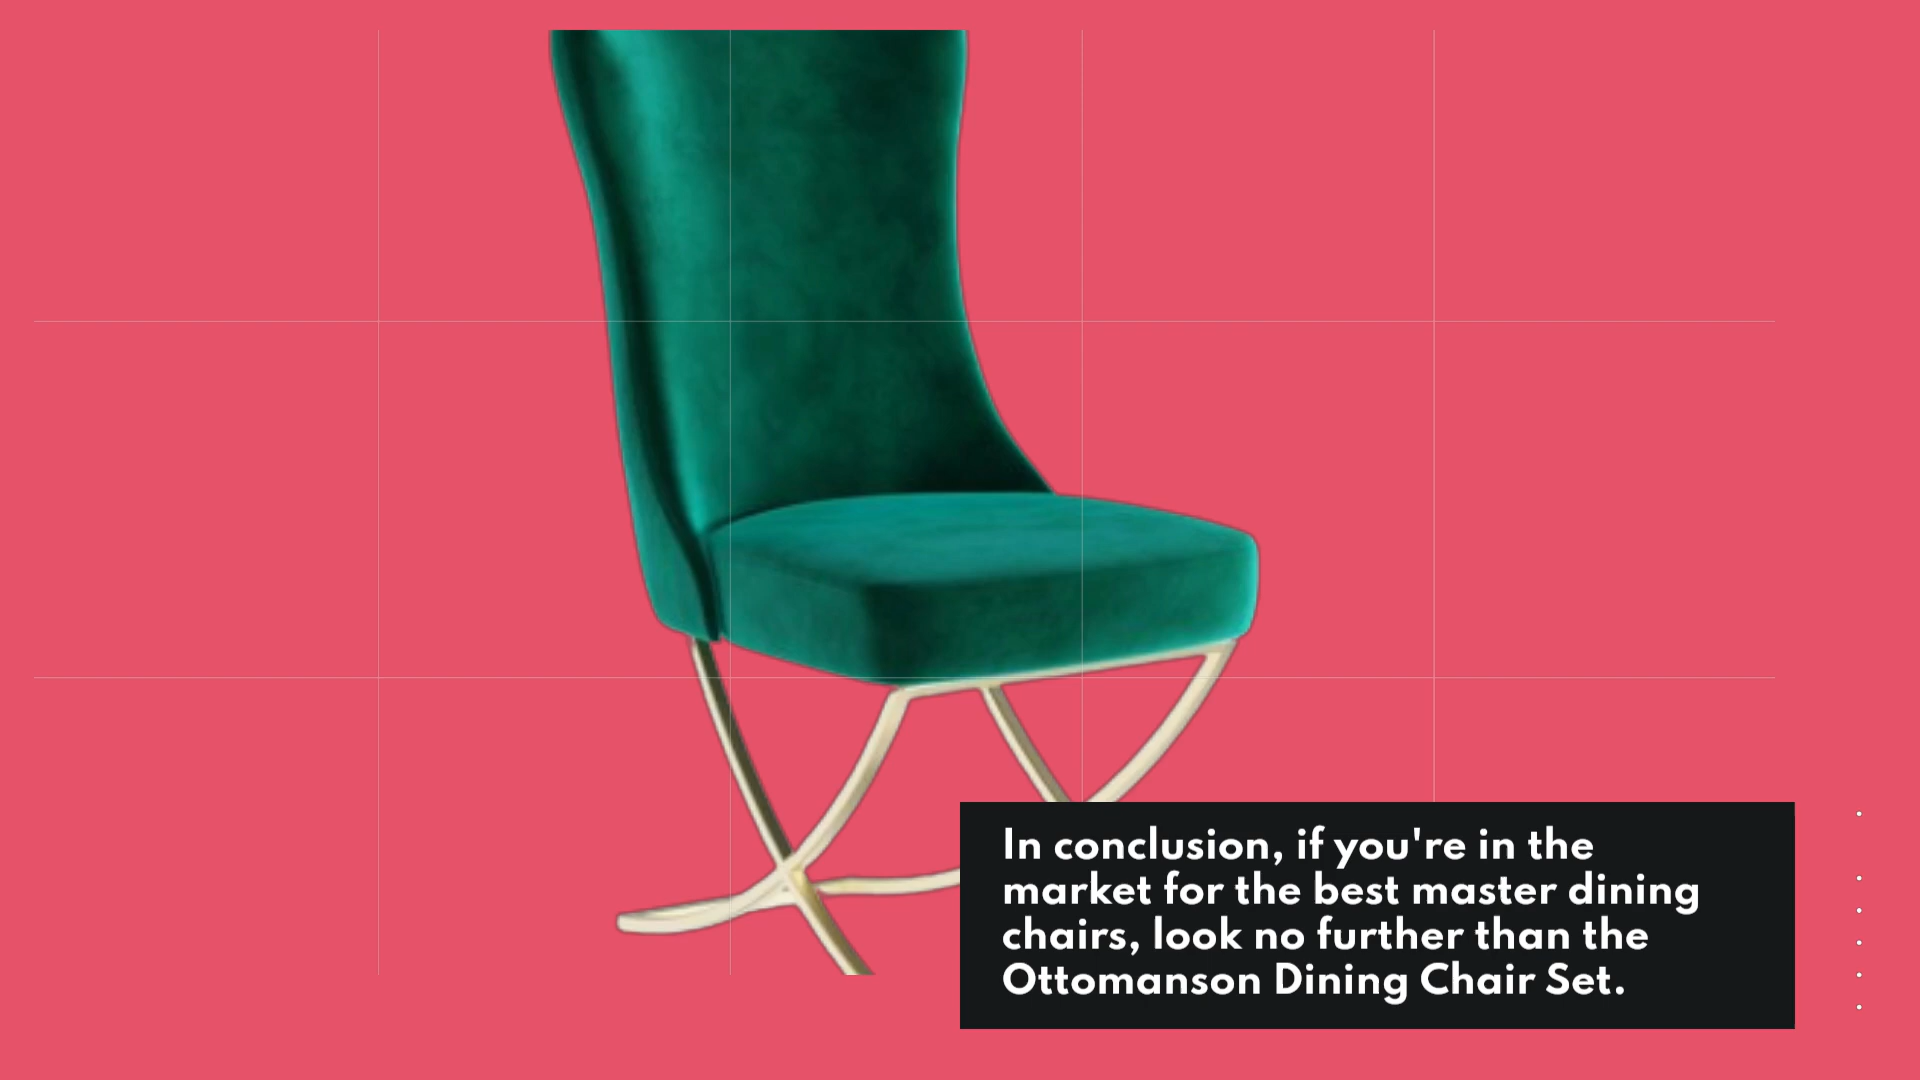 In conclusion, if you're in the
market for the best master dining
chairs, look no further than the
Ottomanson Dining Chair Set.